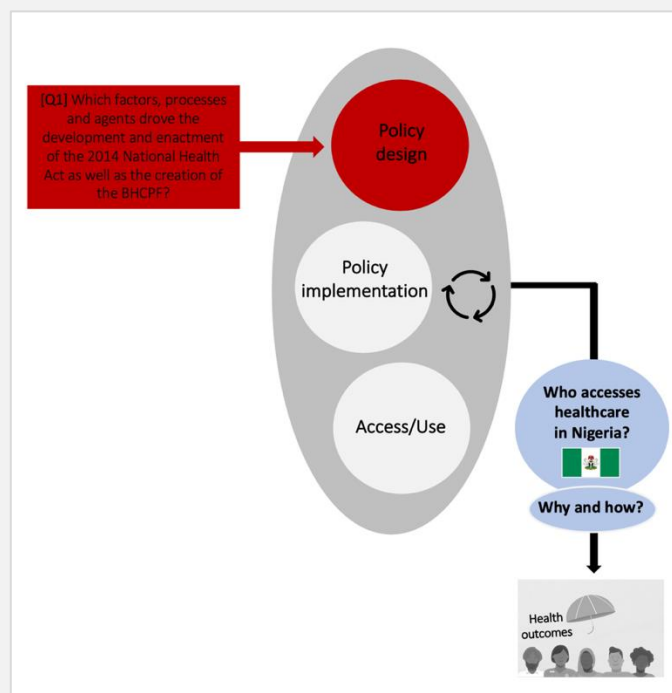 [Q1] Which factors, processes
and agents drove the
development and enactment
of the 2014 National Health
Act as well as the creation of
the BHCPF?
Policy
design
Policy
implementation
Access/Use
Who accesses
healthcare
in Nigeria?
Why and how?
Health
outcomes